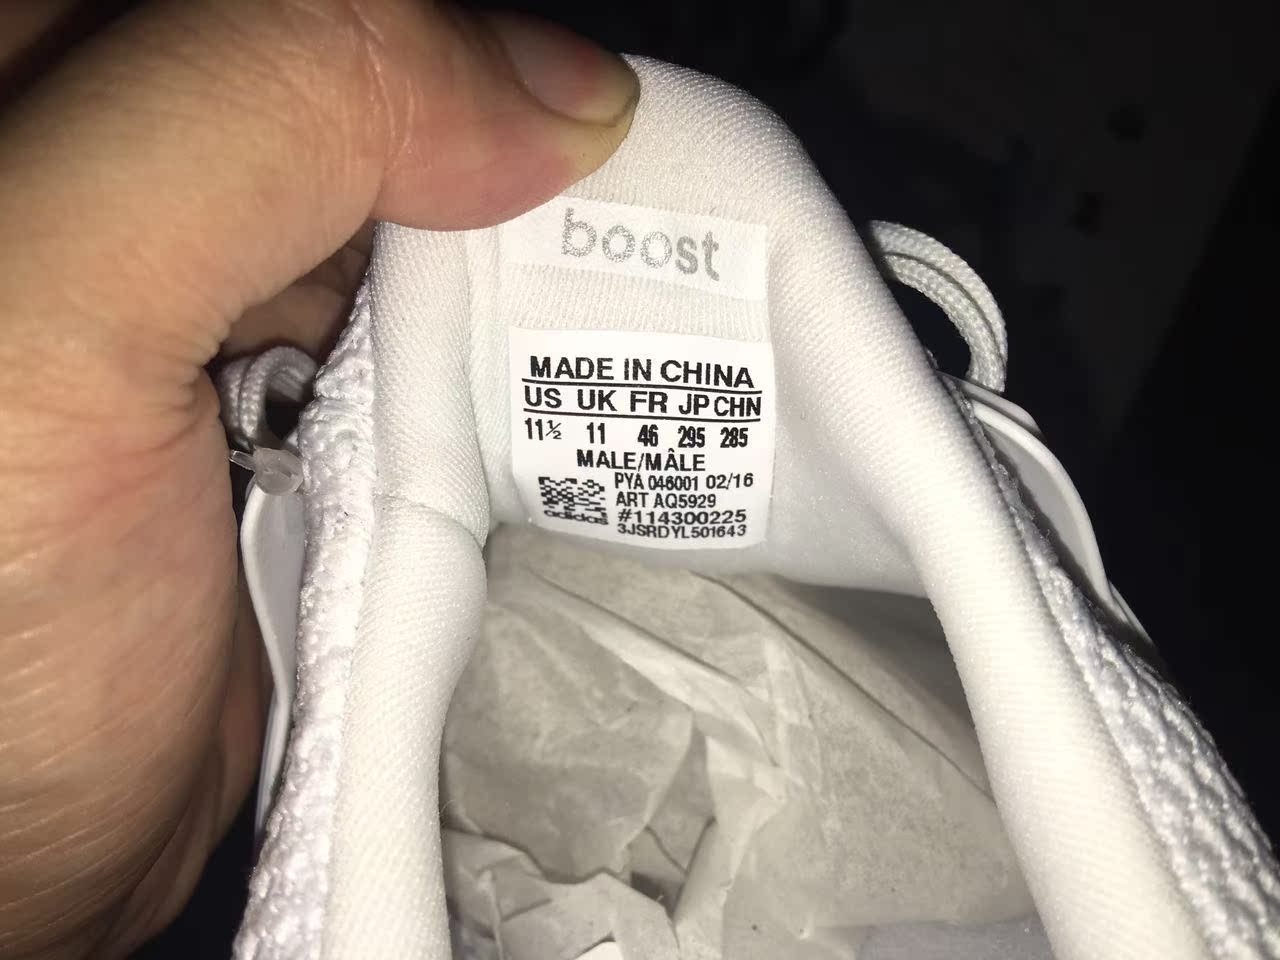 boost
MADE IN CHINA
US UK FR JP CHN
11½ 11 46 295 285
MALE/MÂLE
PYA 046001 02/16
ART AQ5929
#114300225
3JSRDYL501643
adidas